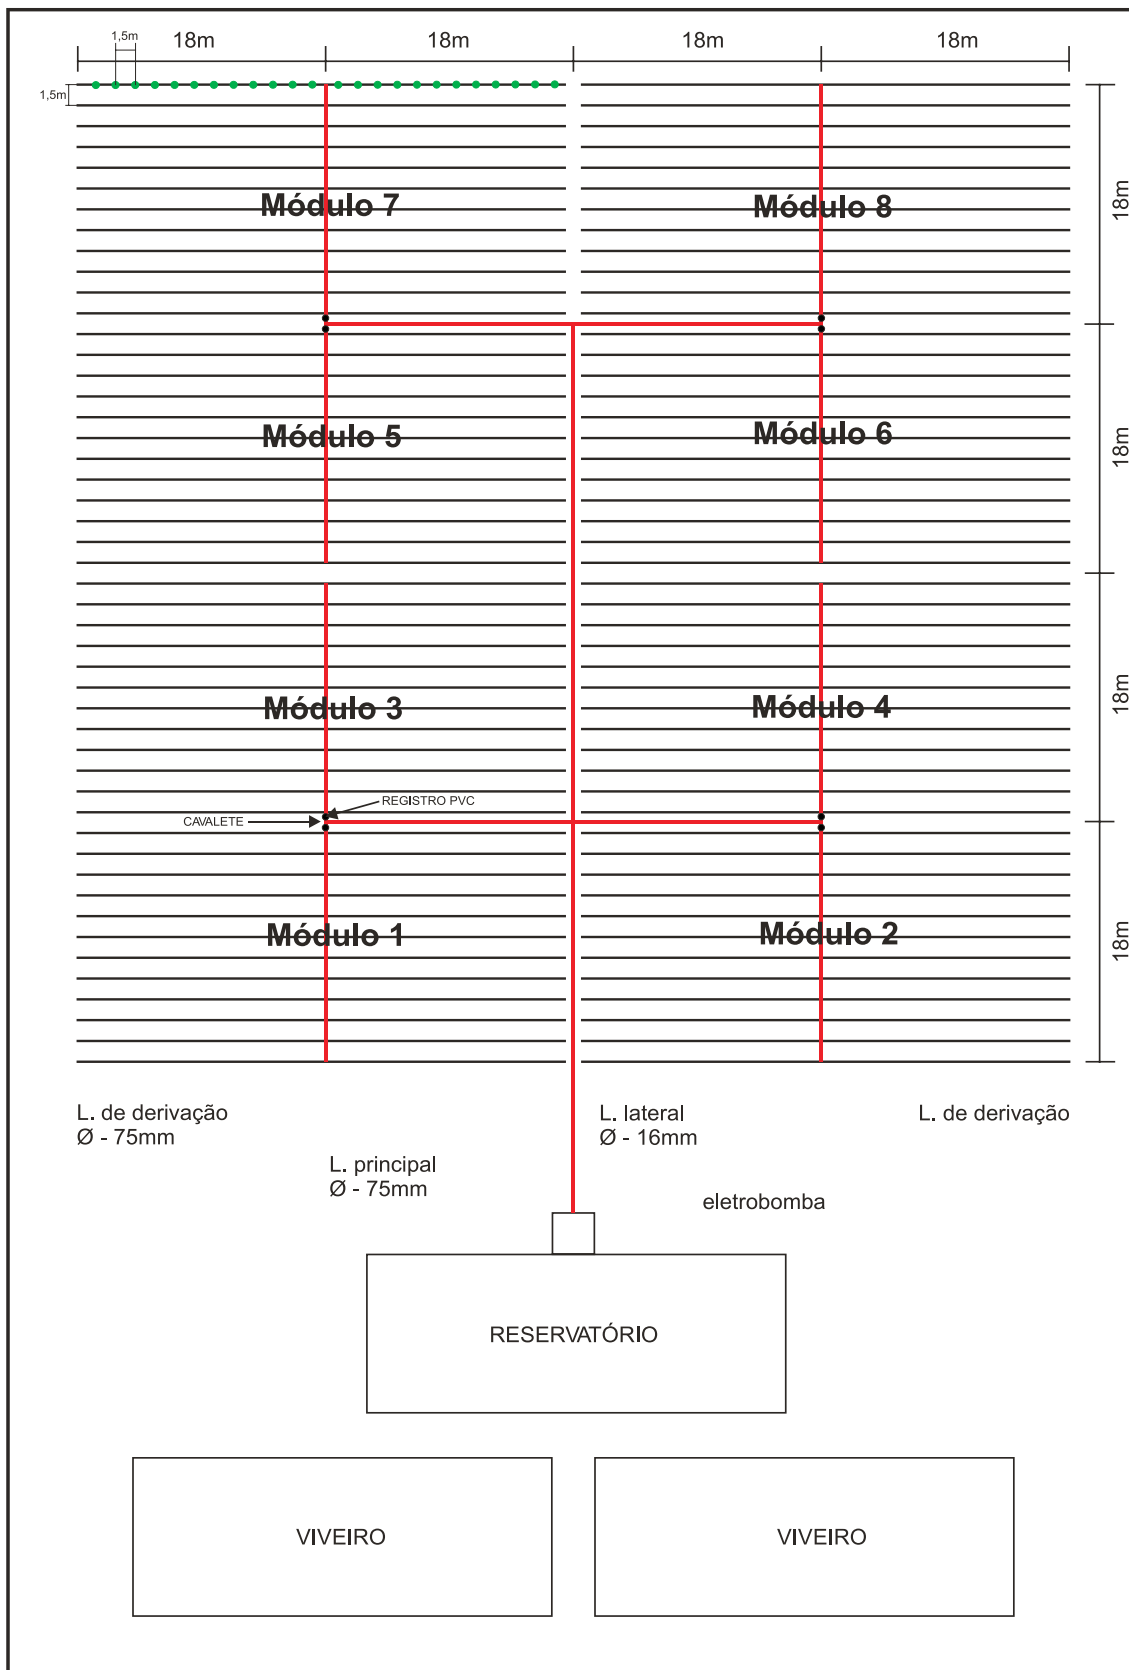 18m
18m
18m
18m
1,5m
1,5m
Módulo 7
Módulo 8
18m
Módulo 5
Módulo 6
18m
Módulo 3
Módulo 4
18m
REGISTRO PVC
CAVALETE
Módulo 1
Módulo 2
18m
L. de derivação
Ø - 75mm
L. lateral
Ø - 16mm
L. de derivação
L. principal
Ø - 75mm
eletrobomba
RESERVATÓRIO
VIVEIRO
VIVEIRO